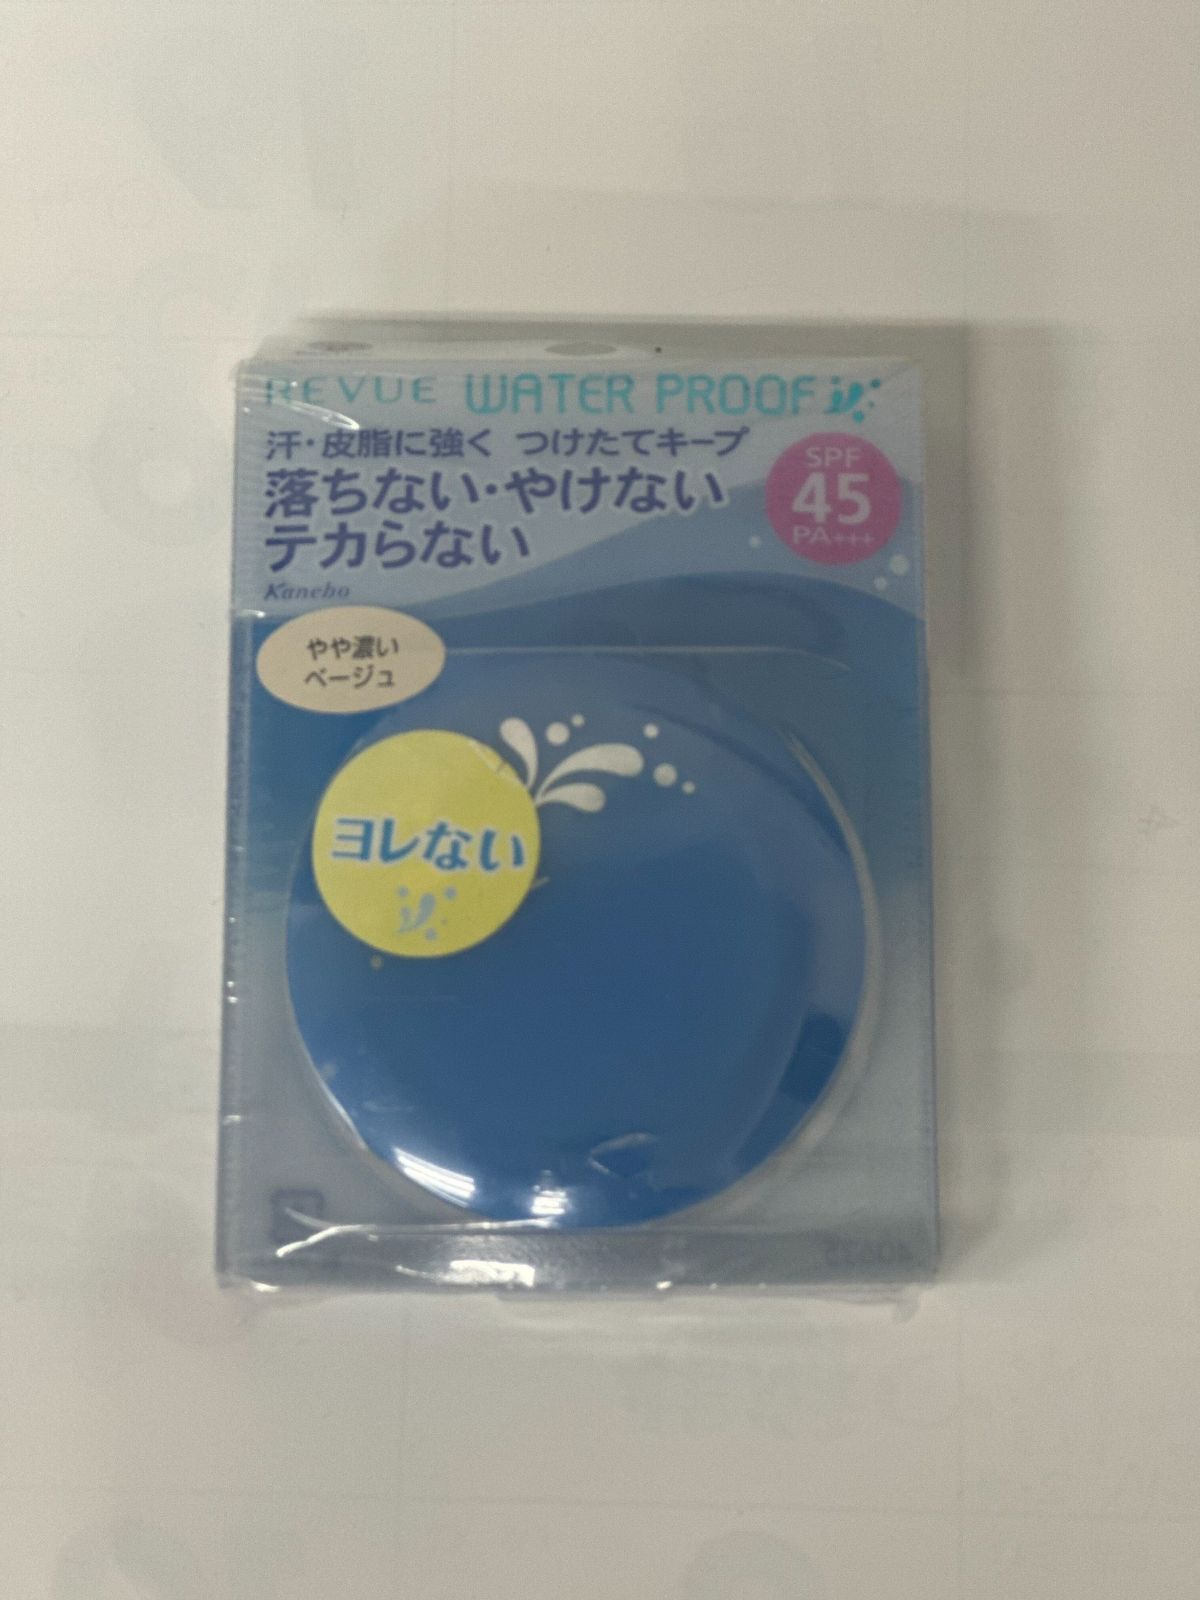 REVUE WATER PROOF
汗・皮脂に強く つけたてキープ
落ちない・やけない
テカらない
SPF
45
PA+++
Kanebo
やや濃い
ベージュ
ヨレない